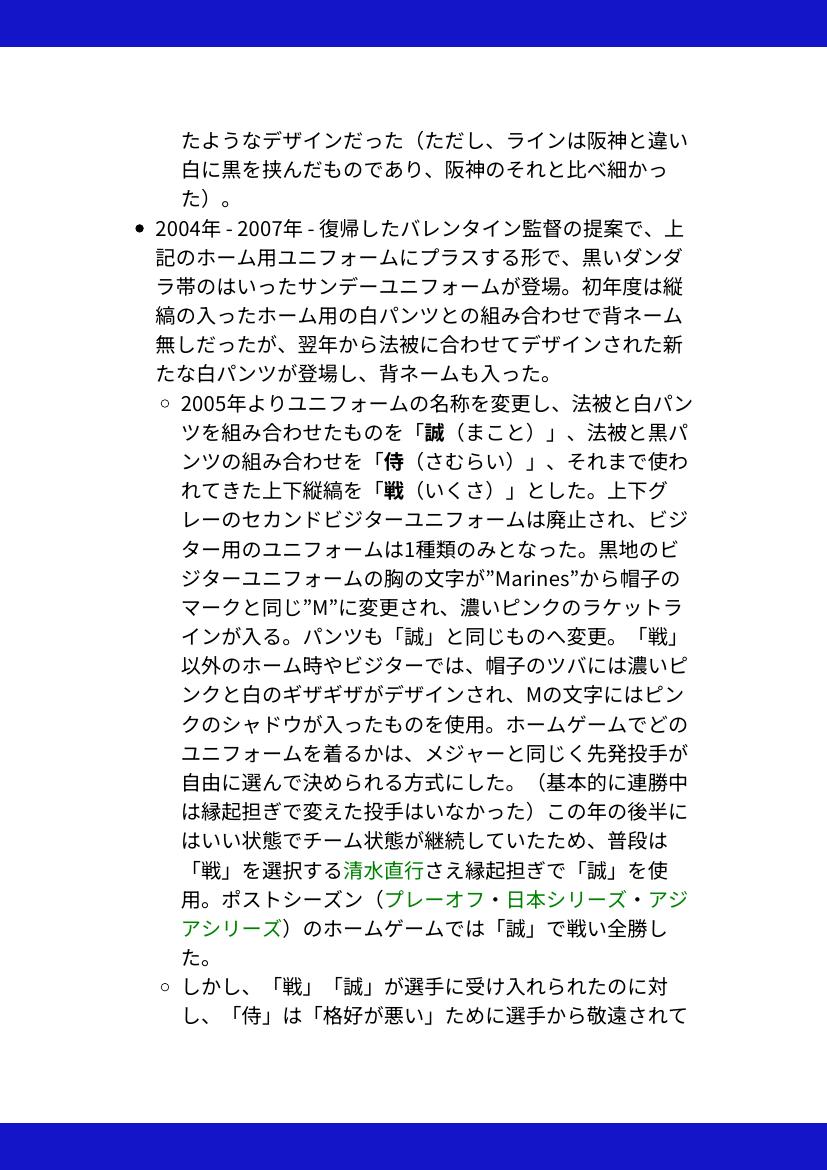 たようなデザインだった（ただし、ラインは阪神と違い
白に黒を挟んだものであり、阪神のそれと比べ細かっ
た）。
• 2004年 - 2007年 - 復帰したバレンタイン監督の提案で、上
記のホーム用ユニフォームにプラスする形で、黒いダンダ
ラ帯のはいったサンデーユニフォームが登場。初年度は縦
縞の入ったホーム用の白パンツとの組み合わせで背ネーム
無しだったが、翌年から法被に合わせてデザインされた新
たな白パンツが登場し、背ネームも入った。
◦ 2005年よりユニフォームの名称を変更し、法被と白パン
ツを組み合わせたものを「誠（まこと）」、法被と黒パ
ンツの組み合わせを「侍（さむらい）」、それまで使わ
れてきた上下縦縞を「戦（いくさ）」とした。上下グ
レーのセカンドビジターユニフォームは廃止され、ビジ
ター用のユニフォームは1種類のみとなった。黒地のビ
ジターユニフォームの胸の文字が”Marines”から帽子の
マークと同じ”M”に変更され、濃いピンクのラケットラ
インが入る。パンツも「誠」と同じものへ変更。「戦」
以外のホーム時やビジターでは、帽子のツバには濃いピ
ンクと白のギザギザがデザインされ、Mの文字にはピン
クのシャドウが入ったものを使用。ホームゲームでどの
ユニフォームを着るかは、メジャーと同じく先発投手が
自由に選んで決められる方式にした。（基本的に連勝中
は縁起担ぎで変えた投手はいなかった）この年の後半に
はいい状態でチーム状態が継続していたため、普段は
「戦」を選択する清水直行さえ縁起担ぎで「誠」を使
用。ポストシーズン（プレーオフ・日本シリーズ・アジ
アシリーズ）のホームゲームでは「誠」で戦い全勝し
た。
◦ しかし、「戦」「誠」が選手に受け入れられたのに対
し、「侍」は「格好が悪い」ために選手から敬遠されて